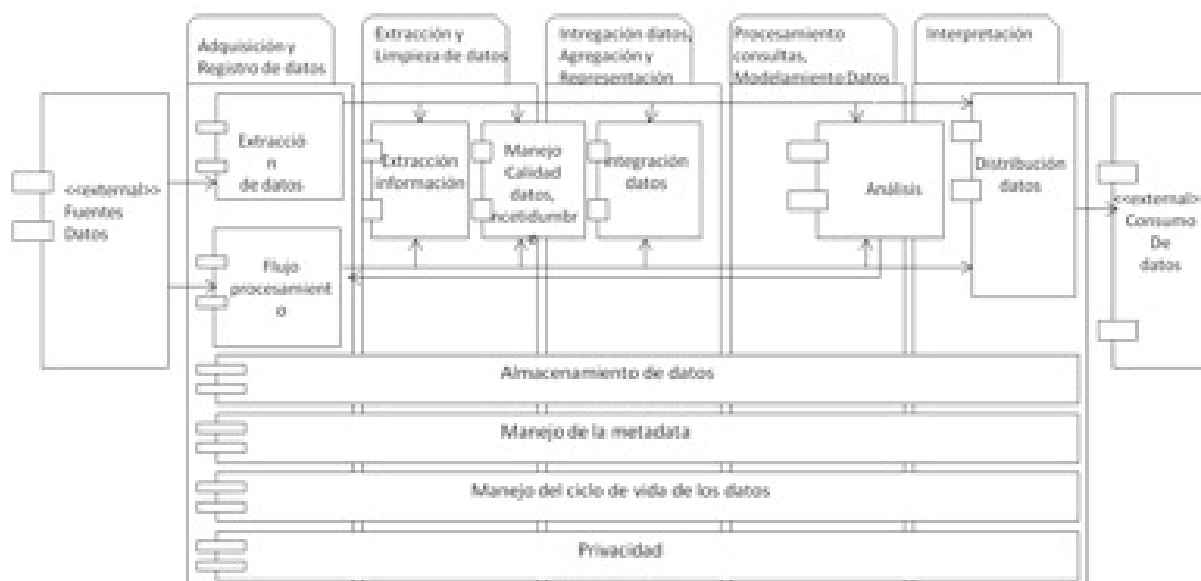 Adquisición y
Registro de datos
Extracción y
Limpieza de datos
Intregación datos,
Agregación y
Representación
Procesamiento
consultas,
Modelamiento Datos
Interpretación
<<external>>
Fuentes
Datos
Extracció
n
de datos
Flujo
procesamient
o
Extracción
información
Manejo
Calidad
datos,
ncetidumbr
Integración
datos
Análisis
Distribución
datos
<<external>>
Consumo
De
datos
Almacenamiento de datos
Manejo de la metadata
Manejo del ciclo de vida de los datos
Privacidad